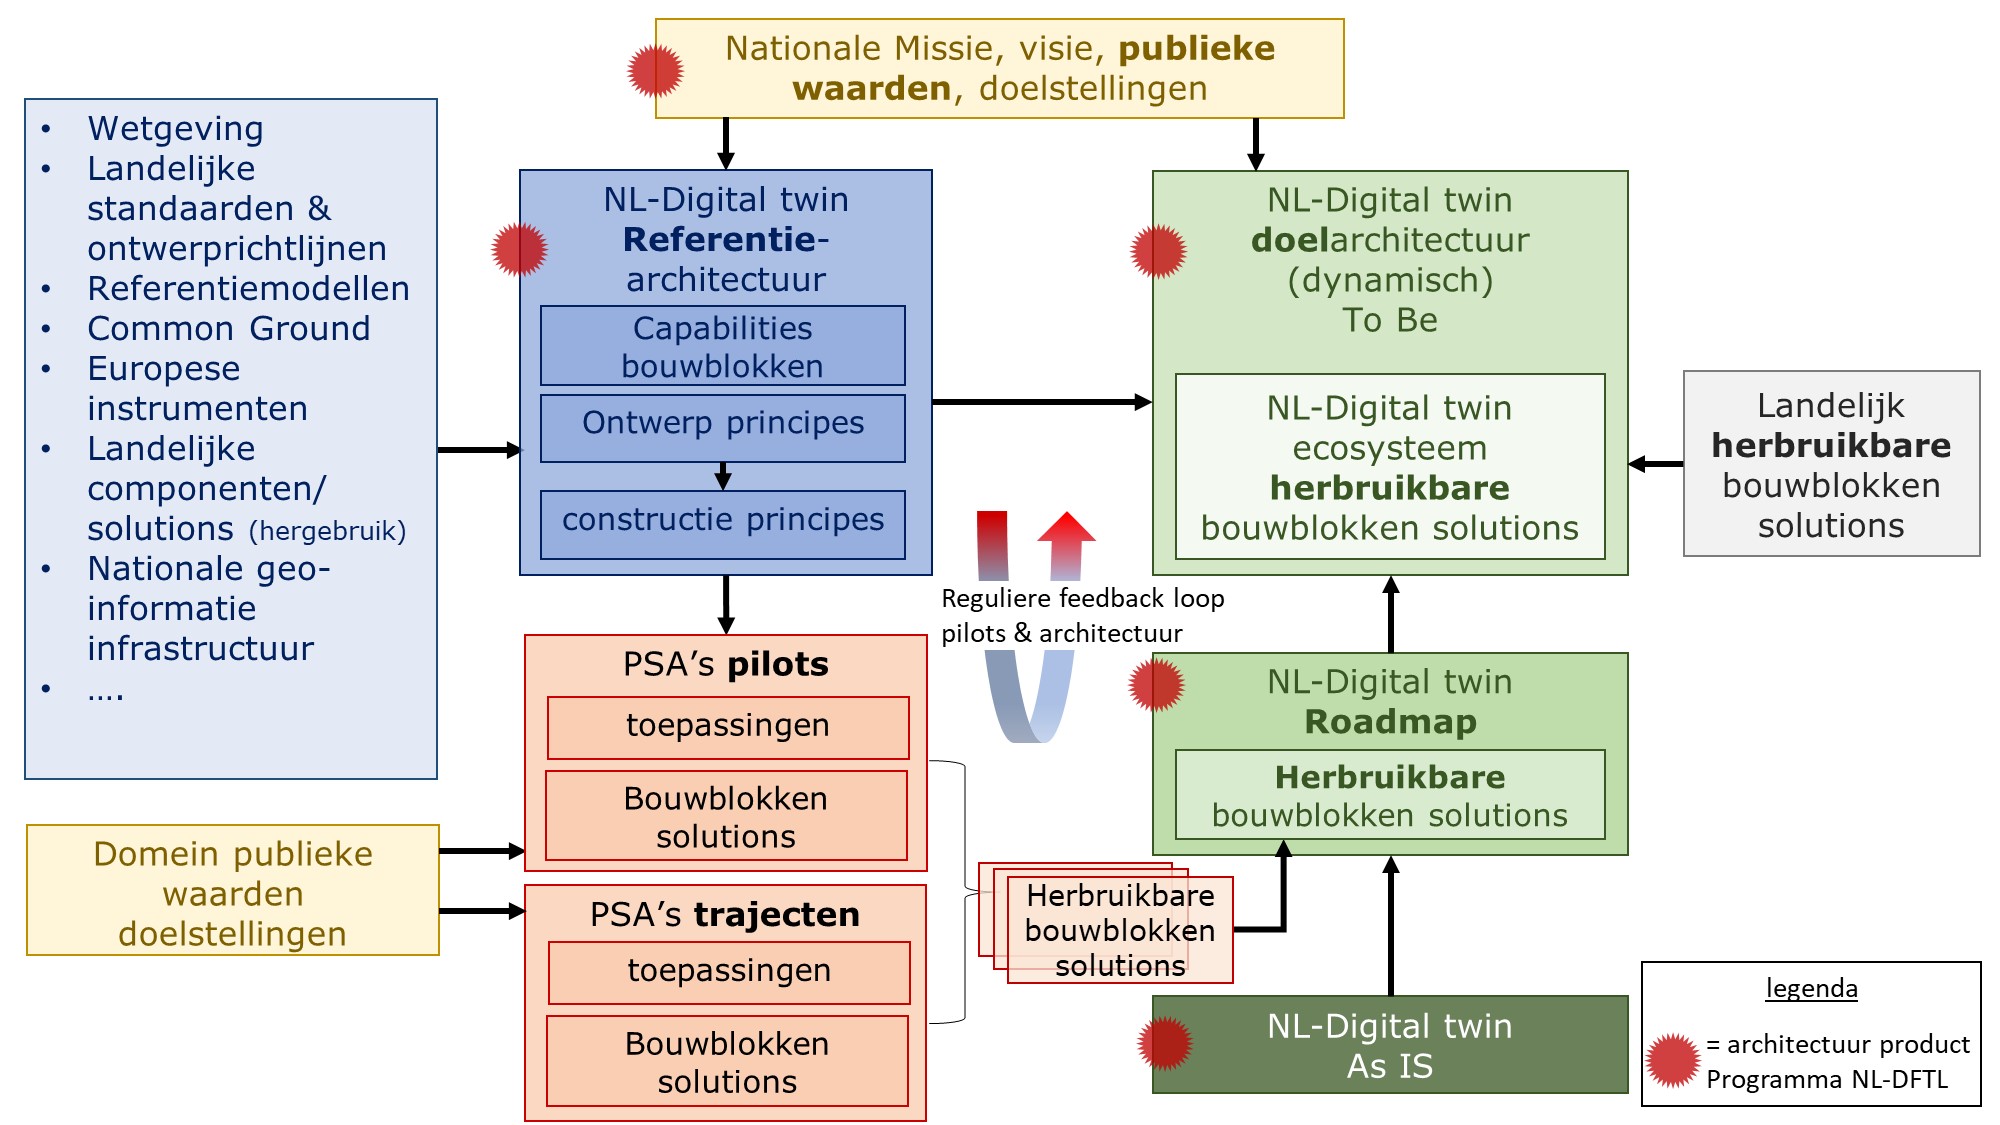 Nationale Missie, visie, publieke
waarden, doelstellingen
• Wetgeving
• Landelijke
standaarden &
ontwerprichtlijnen
• Referentiemodellen
• Common Ground
• Europese
instrumenten
• Landelijke
componenten/
solutions (hergebruik)
• Nationale geo-
informatie
infrastructuur
• ….
NL-Digital twin
Referentie-
architectuur
Capabilities
bouwblokken
Ontwerp principes
constructie principes
NL-Digital twin
doelarchitectuur
(dynamisch)
To Be
NL-Digital twin
ecosysteem
herbruikbare
bouwblokken solutions
Landelijk
herbruikbare
bouwblokken
solutions
Reguliere feedback loop
pilots & architectuur
PSA’s pilots
toepassingen
Bouwblokken
solutions
NL-Digital twin
Roadmap
Herbruikbare
bouwblokken solutions
Domein publieke
waarden
doelstellingen
PSA’s trajecten
toepassingen
Bouwblokken
solutions
Herbruikbare
bouwblokken
solutions
NL-Digital twin
As IS
legenda
= architectuur product
Programma NL-DFTL